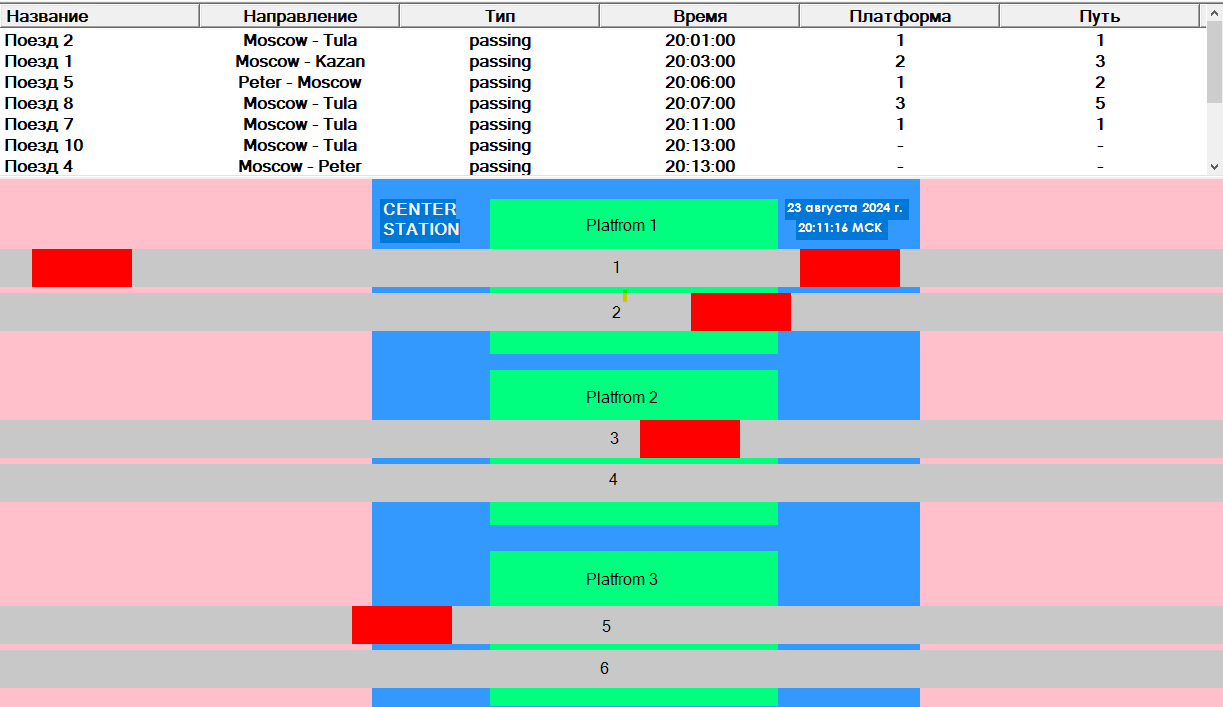 Название Направление Тип Время Платформа Путь
Поезд 2 Moscow - Tula passing 20:01:00 1 1
Поезд 1 Moscow - Kazan passing 20:03:00 2 3
Поезд 5 Peter - Moscow passing 20:06:00 1 2
Поезд 8 Moscow - Tula passing 20:07:00 3 5
Поезд 7 Moscow - Tula passing 20:11:00 1 1
Поезд 10 Moscow - Tula passing 20:13:00 - -
Поезд 4 Moscow - Peter passing 20:13:00 - -
CENTER
STATION
Platfrom 1
23 августа 2024 г.
20:11:16 МСК
1
2
Platfrom 2
3
4
Platfrom 3
5
6